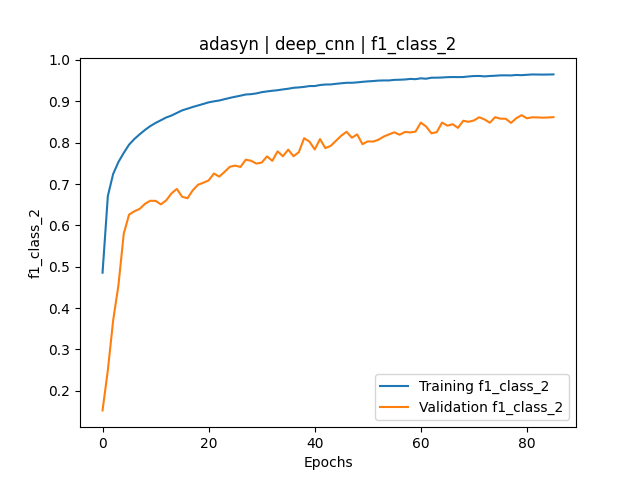 adasyn | deep_cnn | f1_class_2
1.0
0.9
0.8
0.7
0.6
0.5
0.4
0.3
0.2
f1_class_2
0 20 40 60 80
Epochs
Training f1_class_2
Validation f1_class_2